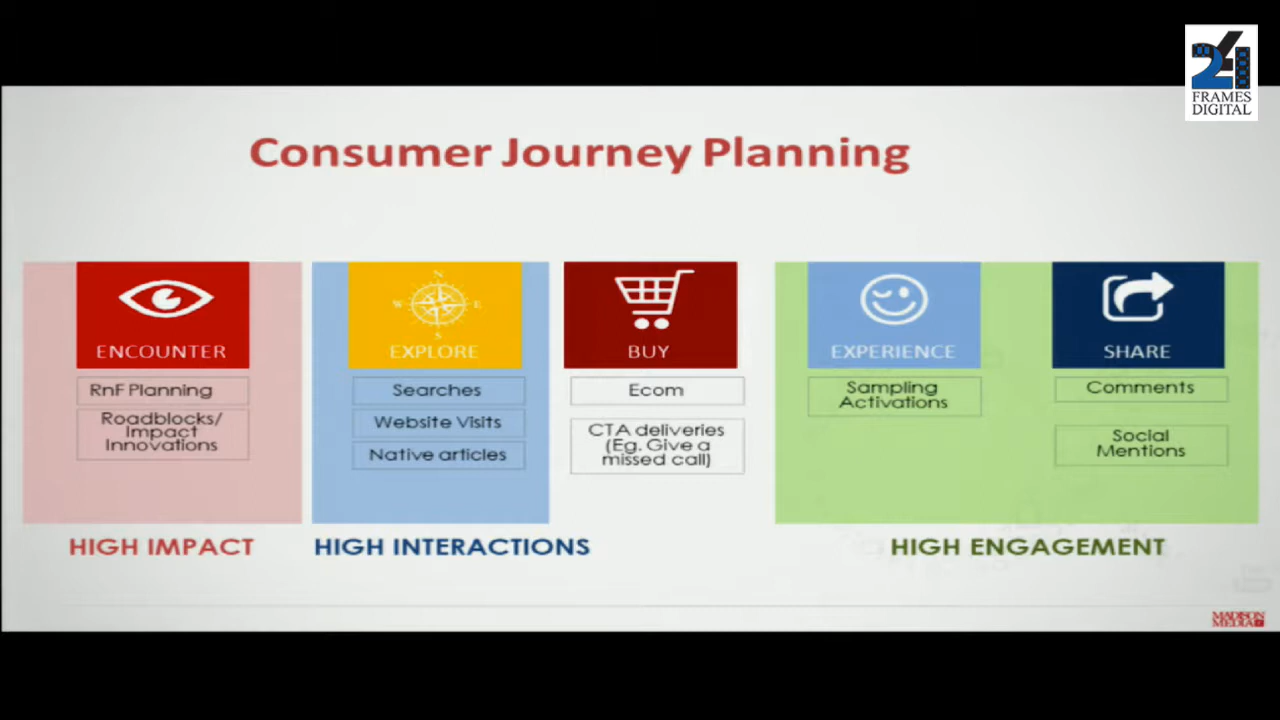 24
FRAMES
DIGITAL
Consumer Journey Planning
N
W E
S
ENCOUNTER
EXPLORE
BUY
EXPERIENCE
SHARE
RnF Planning
Roadblocks/
Impact
Innovations
Searches
Website Visits
Native articles
Ecom
CTA deliveries
(Eg. Give a
missed call)
Sampling
Activations
Comments
Social
Mentions
HIGH IMPACT
HIGH INTERACTIONS
HIGH ENGAGEMENT
MADISON
MEDIA